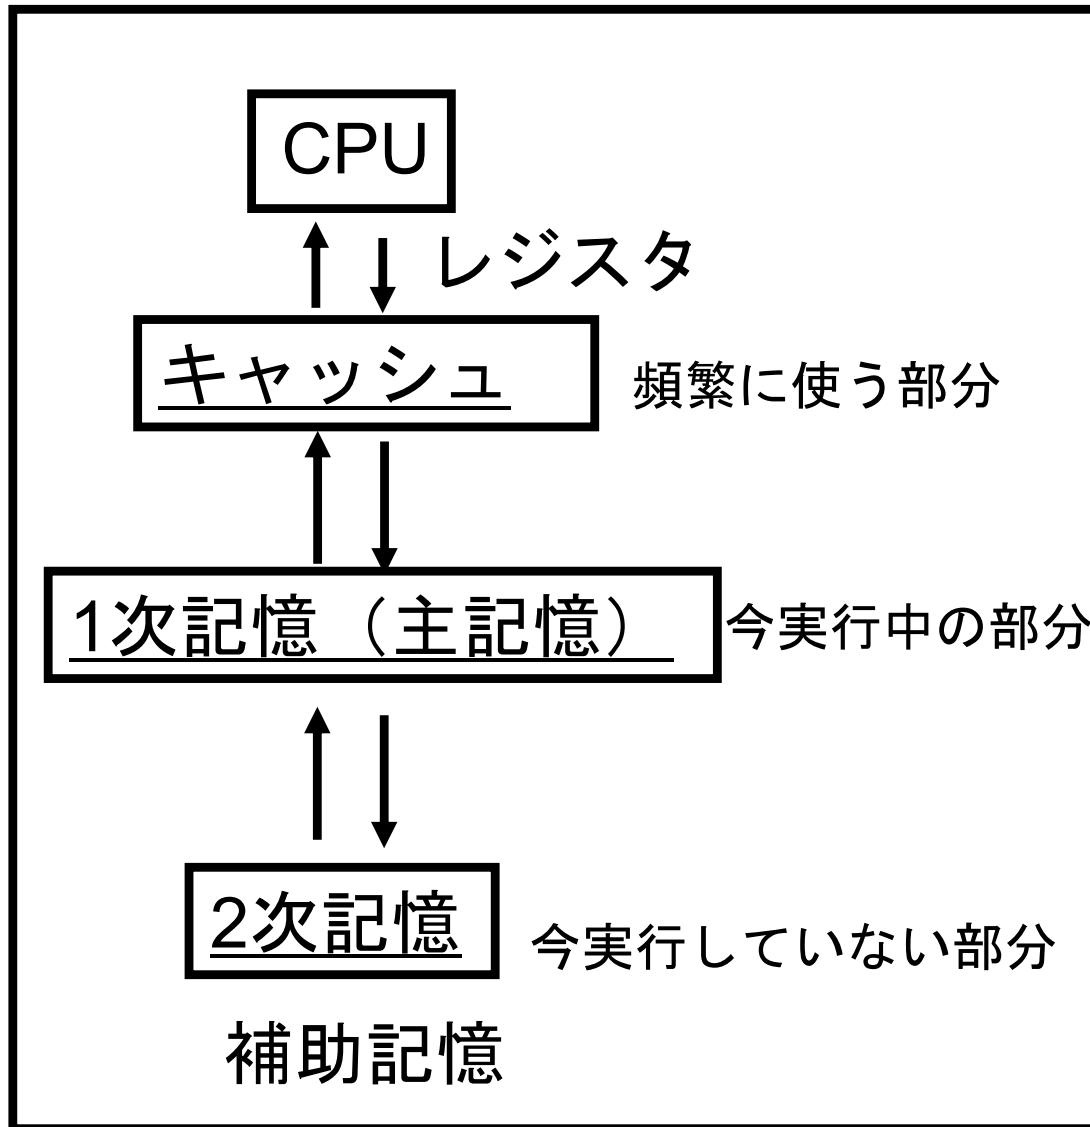 CPU
レジスタ
キャッシュ
頻繁に使う部分
1次記憶（主記憶）
今実行中の部分
2次記憶
今実行していない部分
補助記憶